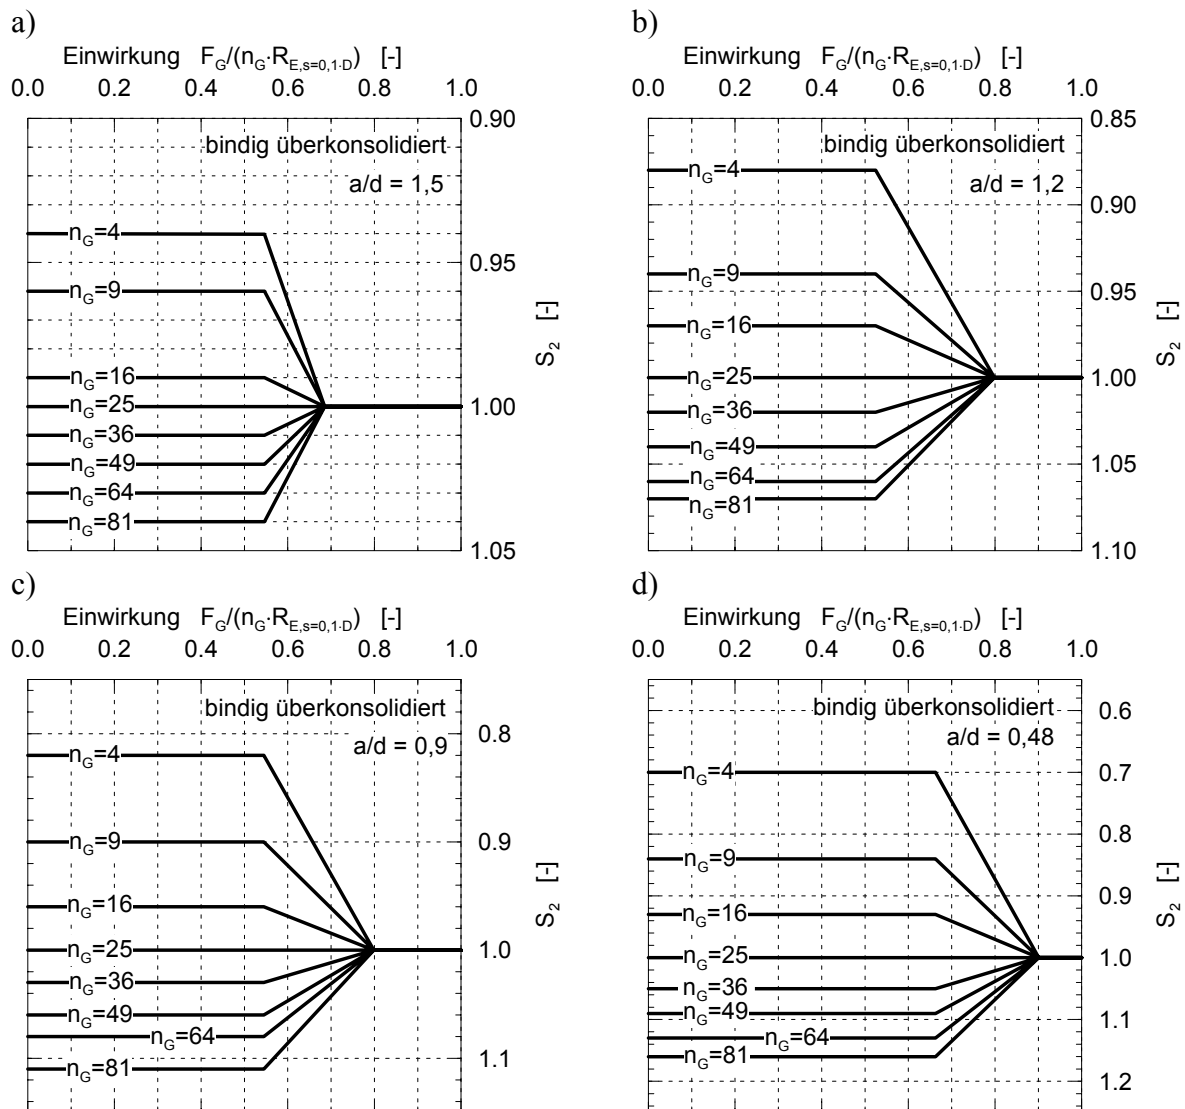 a)
Einwirkung F_G/(n_G·R_E,s=0,1·D) [-]
0.0 0.2 0.4 0.6 0.8 1.0
0.90
bindig überkonsolidiert
a/d = 1,5
n_G=4
0.95
n_G=9
S_2 [-]
n_G=16
n_G=25
1.00
n_G=36
n_G=49
n_G=64
n_G=81
1.05
b)
Einwirkung F_G/(n_G·R_E,s=0,1·D) [-]
0.0 0.2 0.4 0.6 0.8 1.0
0.85
bindig überkonsolidiert
n_G=4
a/d = 1,2
0.90
n_G=9
0.95
S_2 [-]
n_G=16
n_G=25
1.00
n_G=36
n_G=49
1.05
n_G=64
n_G=81
1.10
c)
Einwirkung F_G/(n_G·R_E,s=0,1·D) [-]
0.0 0.2 0.4 0.6 0.8 1.0
bindig überkonsolidiert
0.8
a/d = 0,9
n_G=4
n_G=9
0.9
S_2 [-]
n_G=16
n_G=25
1.0
n_G=36
n_G=49
n_G=64
1.1
n_G=81
d)
Einwirkung F_G/(n_G·R_E,s=0,1·D) [-]
0.0 0.2 0.4 0.6 0.8 1.0
bindig überkonsolidiert
0.6
a/d = 0,48
n_G=4
0.7
0.8
n_G=9
0.9
S_2 [-]
n_G=16
n_G=25
1.0
n_G=36
n_G=49
1.1
n_G=64
n_G=81
1.2